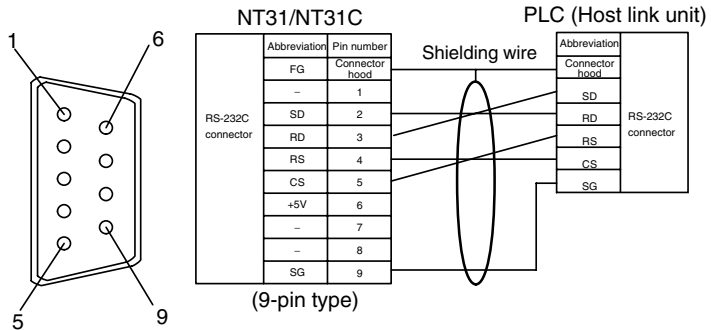 NT31/NT31C
PLC (Host link unit)
1
6
5
9
Shielding wire
RS-232C
connector
Abbreviation Pin number
FG Connector
hood
– 1
SD 2
RD 3
RS 4
CS 5
+5V 6
– 7
– 8
SG 9
(9-pin type)
Abbreviation
Connector
hood
SD
RD
RS
CS
SG
RS-232C
connector